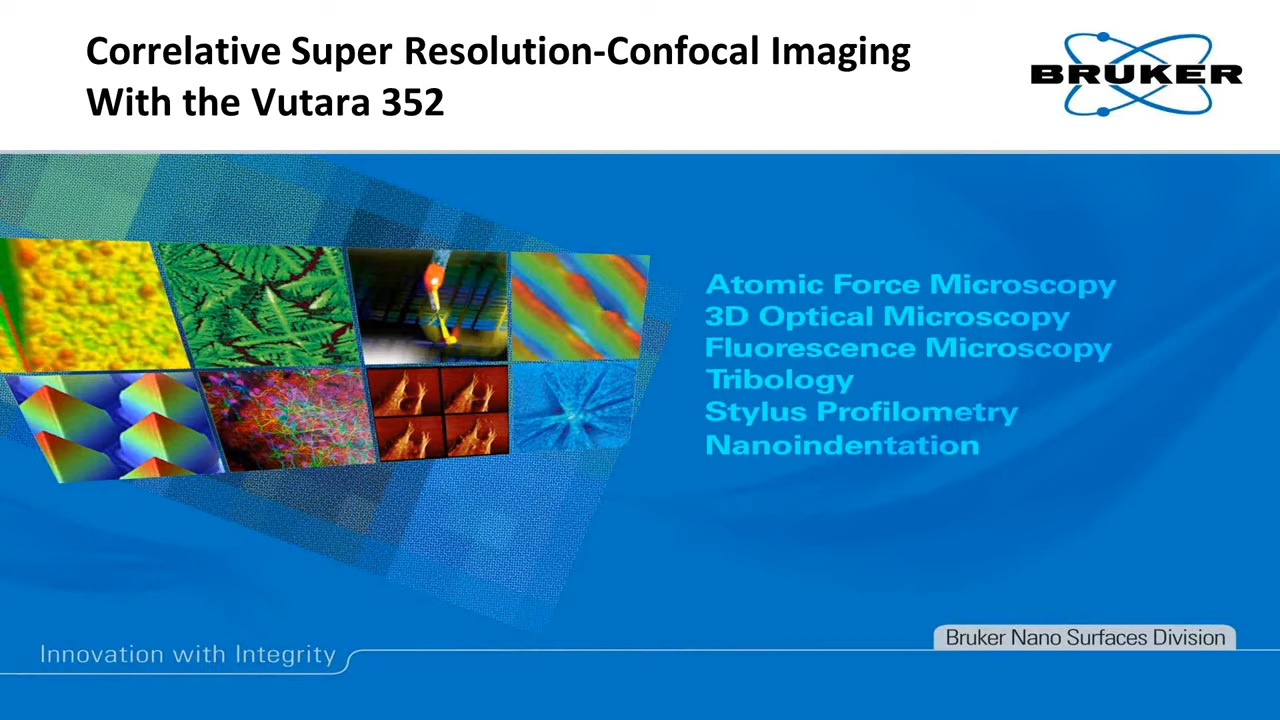 Correlative Super Resolution-Confocal Imaging
With the Vutara 352
BRUKER
Atomic Force Microscopy
3D Optical Microscopy
Fluorescence Microscopy
Tribology
Stylus Profilometry
Nanoindentation
Bruker Nano Surfaces Division
Innovation with Integrity